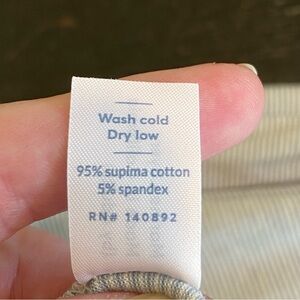 Wash cold
Dry low
95% supima cotton
5% spandex
RN# 140892